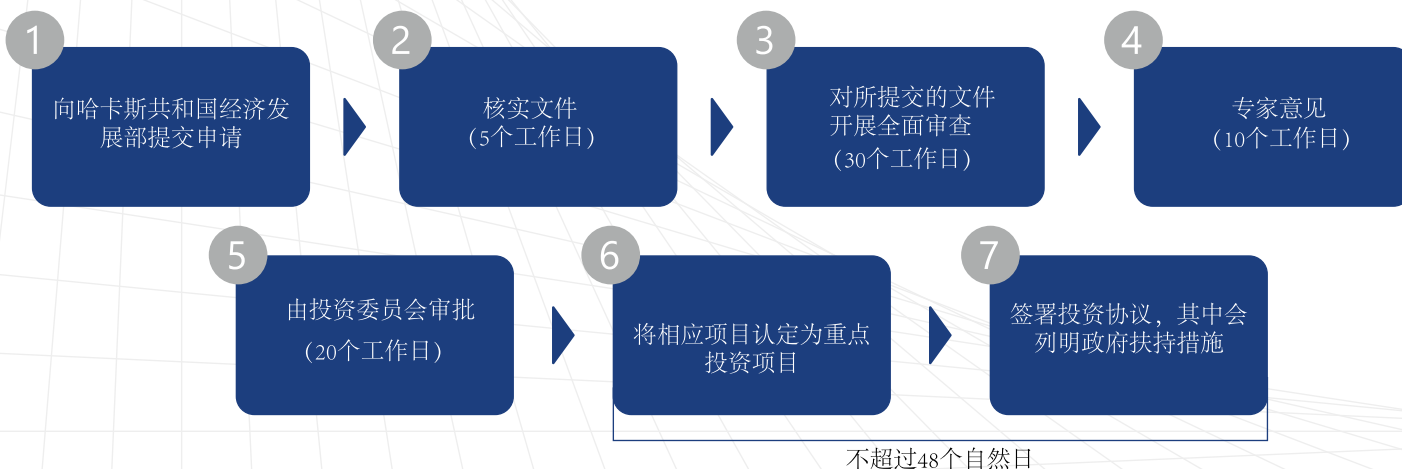 1
向哈卡斯共和国经济发
展部提交申请
2
核实文件
(5个工作日)
3
对所提交的文件
开展全面审查
(30个工作日)
4
专家意见
(10个工作日)
5
由投资委员会审批
(20个工作日)
6
将相应项目认定为重点
投资项目
7
签署投资协议，其中会
列明政府扶持措施
不超过48个自然日